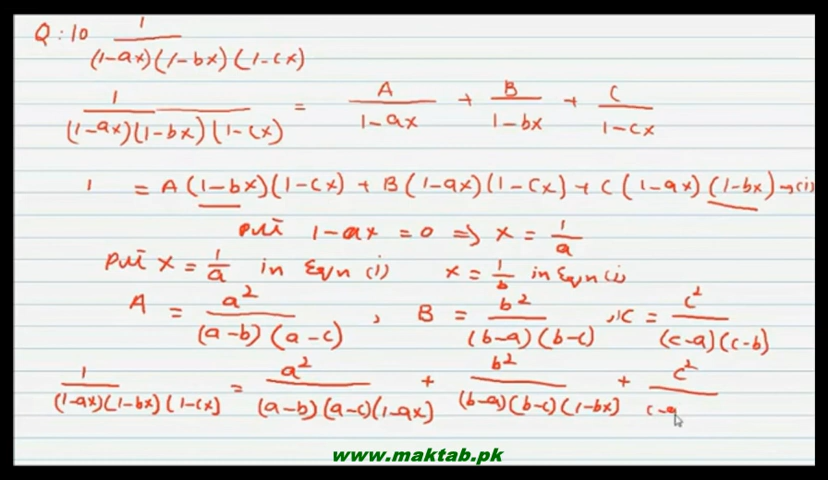 Q:10 1/((1-ax)(1-bx)(1-cx))
1/((1-ax)(1-bx)(1-cx)) = A/(1-ax) + B/(1-bx) + C/(1-cx)
1 = A(1-bx)(1-cx) + B(1-ax)(1-cx) + C(1-ax)(1-bx) → (i)
put 1-ax = 0 ⇒ x = 1/a
put x = 1/a in Eqn (i) x = 1/b in Eqn (i)
A = a²/((a-b)(a-c)), B = b²/((b-a)(b-c)), C = c²/((c-a)(c-b))
1/((1-ax)(1-bx)(1-cx)) = a²/((a-b)(a-c)(1-ax)) + b²/((b-a)(b-c)(1-bx)) + c²/(c-a
www.maktab.pk